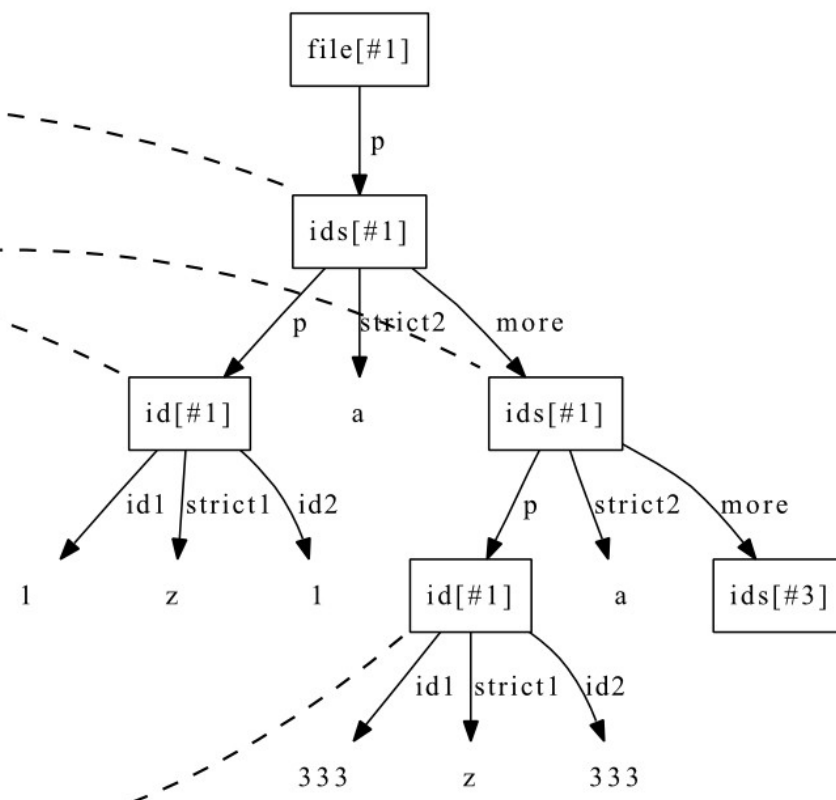 file[#1]
p
ids[#1]
p strict2 more
id[#1] a ids[#1]
id1 strict1 id2 p strict2 more
1 z 1 id[#1] a ids[#3]
id1 strict1 id2
333 z 333